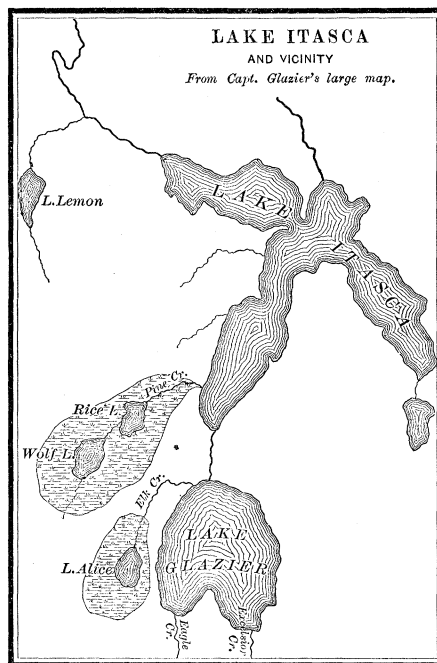 LAKE ITASCA
AND VICINITY
From Capt. Glazier's large map.
L. Lemon
LAKE
ITASCA
Pine Cr.
Rice L.
Wolf L.
Elk Cr.
LAKE
GLAZIER
L. Alice
Eagle
Cr.
Excelsior
Cr.